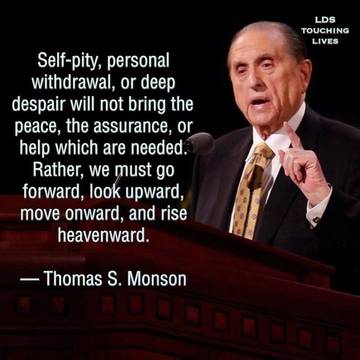 LDS
TOUCHING
LIVES
Self-pity, personal
withdrawal, or deep
despair will not bring the
peace, the assurance, or
help which are needed.
Rather, we must go
forward, look upward,
move onward, and rise
heavenward.
— Thomas S. Monson